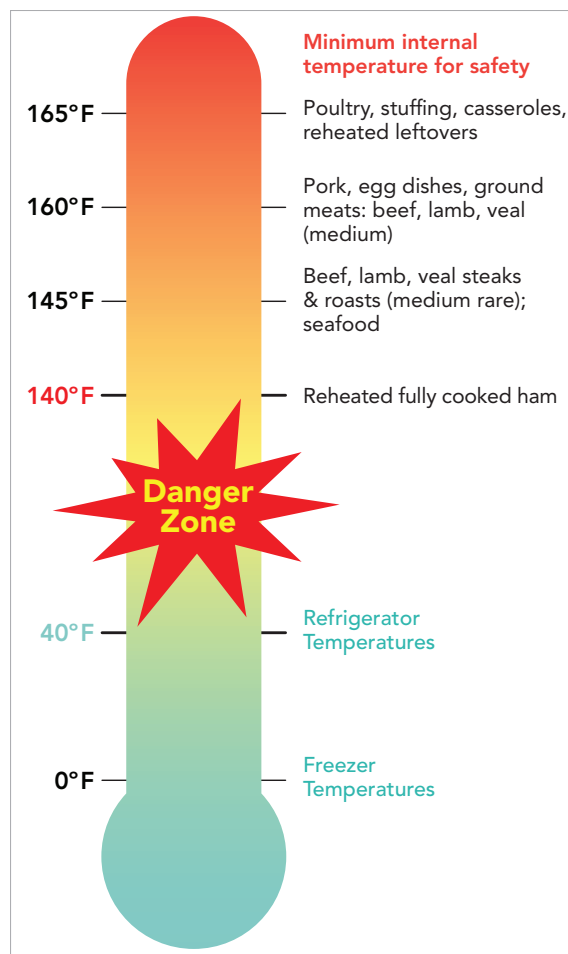 Minimum internal
temperature for safety
165°F
Poultry, stuffing, casseroles,
reheated leftovers
160°F
Pork, egg dishes, ground
meats: beef, lamb, veal
(medium)
145°F
Beef, lamb, veal steaks
& roasts (medium rare);
seafood
140°F
Reheated fully cooked ham
Danger
Zone
40°F
Refrigerator
Temperatures
0°F
Freezer
Temperatures